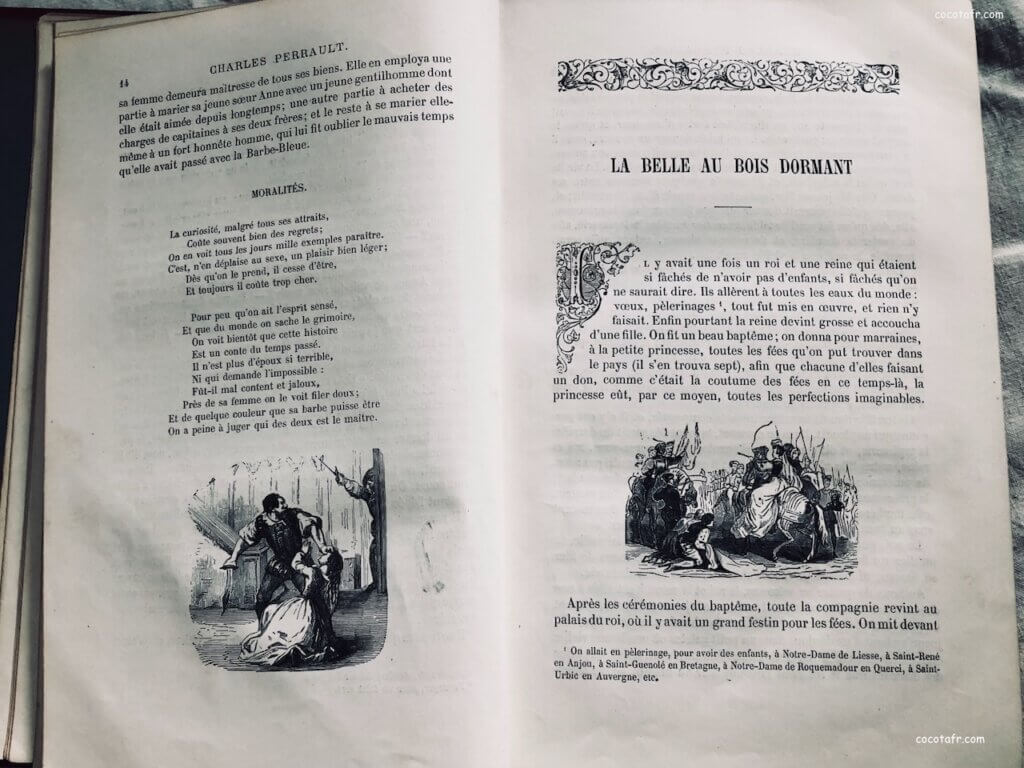 cocotafr.com
14
CHARLES PERRAULT.
sa femme demeura maîtresse de tous ses biens. Elle en employa une
partie à marier sa jeune sœur Anne avec un jeune gentilhomme dont
elle était aimée depuis longtemps; une autre partie à acheter des
charges de capitaines à ses deux frères; et le reste à se marier elle-
même à un fort honnête homme, qui lui fit oublier le mauvais temps
qu'elle avait passé avec la Barbe-Bleue.
MORALITÉS.
La curiosité, malgré tous ses attraits,
Coûte souvent bien des regrets;
On en voit tous les jours mille exemples paraître.
C'est, n'en déplaise au sexe, un plaisir bien léger;
Dès qu'on le prend, il cesse d'être,
Et toujours il coûte trop cher.
Pour peu qu'on ait l'esprit sensé,
Et que du monde on sache le grimoire,
On voit bientôt que cette histoire
Est un conte du temps passé.
Il n'est plus d'époux si terrible,
Ni qui demande l'impossible :
Fût-il mal content et jaloux,
Près de sa femme on le voit filer doux;
Et de quelque couleur que sa barbe puisse être
On a peine à juger qui des deux est le maître.
LA BELLE AU BOIS DORMANT
IL y avait une fois un roi et une reine qui étaient
si fâchés de n'avoir pas d'enfants, si fâchés qu'on
ne saurait dire. Ils allèrent à toutes les eaux du monde :
vœux, pèlerinages ¹, tout fut mis en œuvre, et rien n'y
faisait. Enfin pourtant la reine devint grosse et accoucha
d'une fille. On fit un beau baptême; on donna pour marraines,
à la petite princesse, toutes les fées qu'on put trouver dans
le pays (il s'en trouva sept), afin que chacune d'elles faisant
un don, comme c'était la coutume des fées en ce temps-là, la
princesse eût, par ce moyen, toutes les perfections imaginables.
Après les cérémonies du baptême, toute la compagnie revint au
palais du roi, où il y avait un grand festin pour les fées. On mit devant
¹ On allait en pèlerinage, pour avoir des enfants, à Notre-Dame de Liesse, à Saint-René
en Anjou, à Saint-Guenolé en Bretagne, à Notre-Dame de Roquemadour en Querci, à Saint-
Urbic en Auvergne, etc.
cocotafr.com